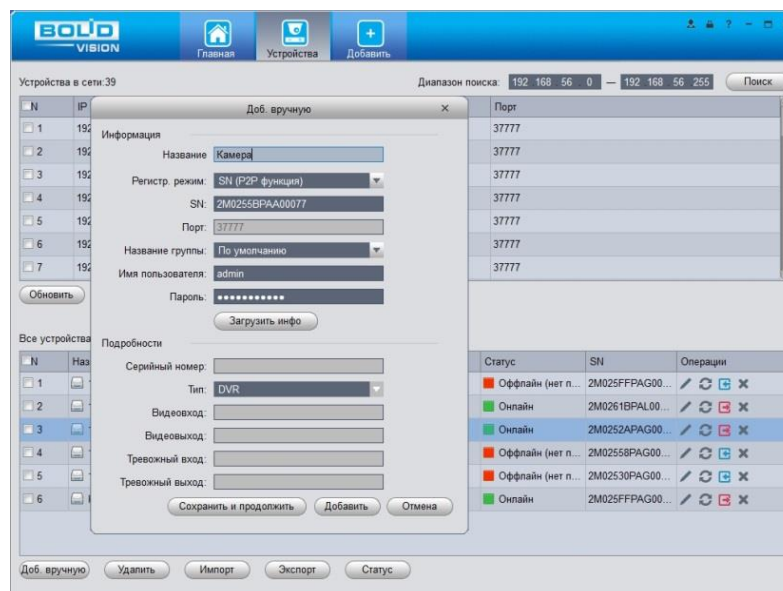 BOLID
VISION
Главная
Устройства
Добавить
Устройства в сети:39
Диапазон поиска: 192 168 56 0 — 192 168 56 255 Поиск
N IP Порт
1 192 37777
2 192 37777
3 192 37777
4 192 37777
5 192 37777
6 192 37777
7 192 37777
Обновить
Доб. вручную
Информация
Название Камера
Регистр. режим: SN (P2P функция)
SN: 2M0255BPAA00077
Порт: 37777
Название группы: По умолчанию
Имя пользователя: admin
Пароль: •••••••••••
Загрузить инфо
Подробности
Серийный номер:
Тип: DVR
Видеовход:
Видеовыход:
Тревожный вход:
Тревожный выход:
Сохранить и продолжить Добавить Отмена
Все устройства
N Наз Статус SN Операции
1 Оффлайн (нет п... 2M025FFPAG00...
2 Онлайн 2M0261BPAL00...
3 Онлайн 2M0252APAG00...
4 Оффлайн (нет п... 2M02558PAG00...
5 Оффлайн (нет п... 2M02530PAG00...
6 Онлайн 2M025FFPAG00...
Доб. вручную Удалить Импорт Экспорт Статус